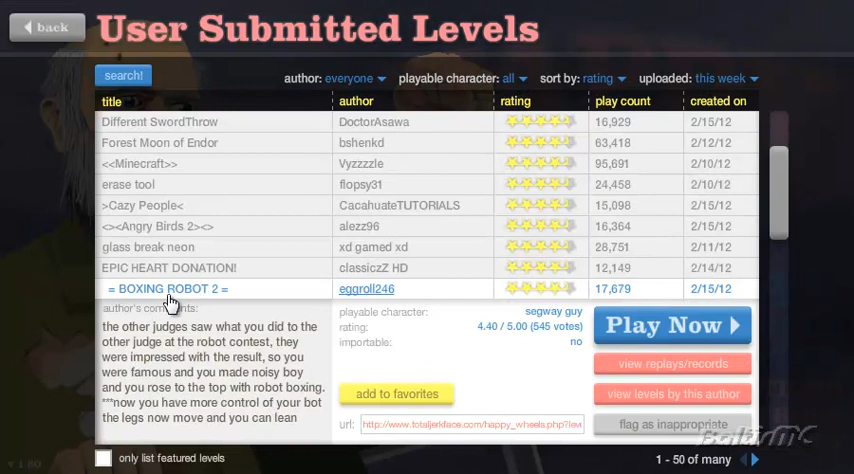 back
User Submitted Levels
search!
author: everyone playable character: all sort by: rating uploaded: this week
title author rating play count created on
Different SwordThrow DoctorAsawa 16,929 2/15/12
Forest Moon of Endor bshenkd 63,418 2/12/12
<<Minecraft>> Vyzzzzle 95,691 2/10/12
erase tool flopsy31 24,458 2/10/12
>Cazy People< CacahuateTUTORIALS 15,098 2/15/12
<><Angry Birds 2><> alezz96 16,364 2/15/12
glass break neon xd gamed xd 28,751 2/11/12
EPIC HEART DONATION! classicZ HD 12,149 2/14/12
= BOXING ROBOT 2 = eggroll246 17,679 2/15/12
author's comments:
the other judges saw what you did to the
other judge at the robot contest, they
were impressed with the result, so you
were famous and you made noisy boy
and you rose to the top with robot boxing.
***now you have more control of your bot
the legs now move and you can lean
playable character: segway guy
rating: 4.40 / 5.00 (545 votes)
importable: no
add to favorites
url: http://www.totaljerkface.com/happy_wheels.php?leve
Play Now
view replays/records
view levels by this author
flag as inappropriate
only list featured levels
1 - 50 of many
v 1.60